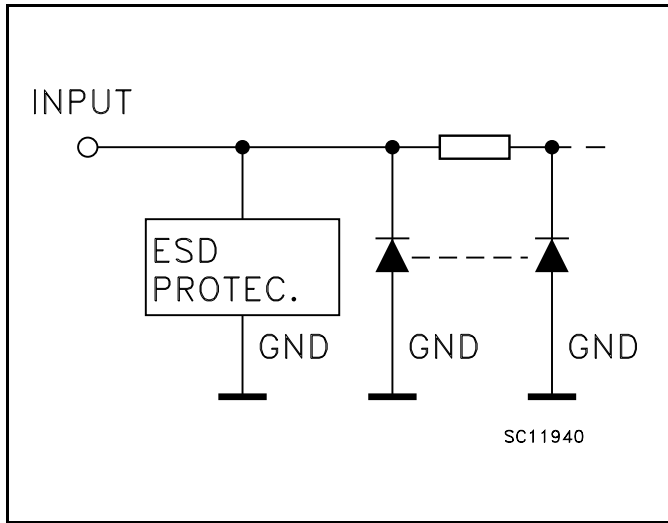 INPUT
ESD
PROTEC.
GND
GND
GND
SC11940